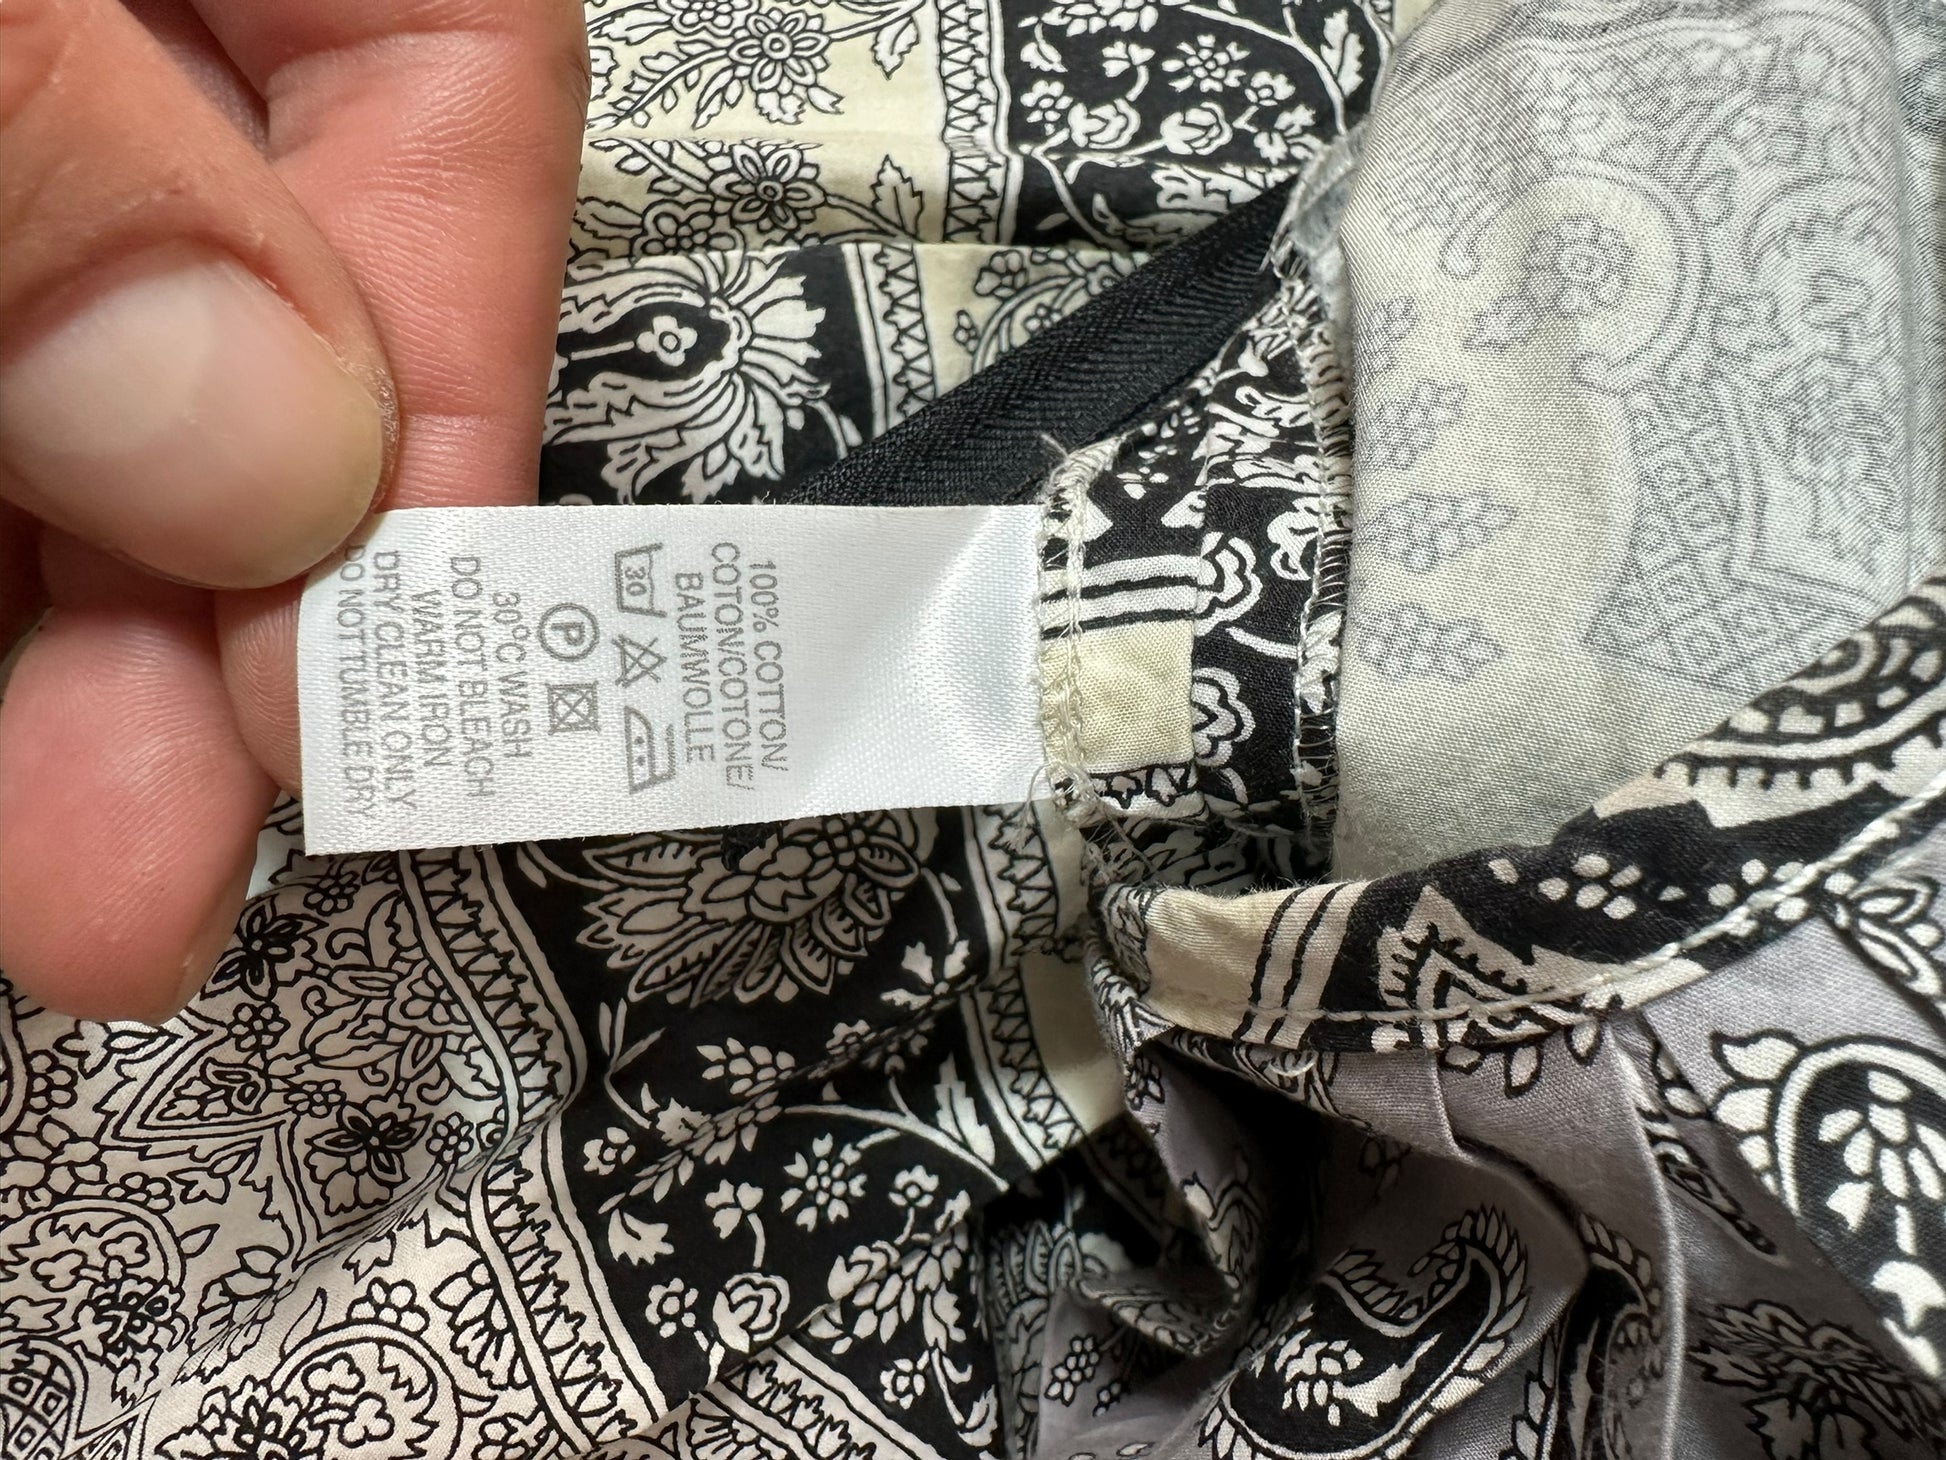 100% COTTON/
COTON/COTONE/
BAUMWOLLE
30
P
30°C WASH
DO NOT BLEACH
WARM IRON
DRY CLEAN ONLY
DO NOT TUMBLE DRY